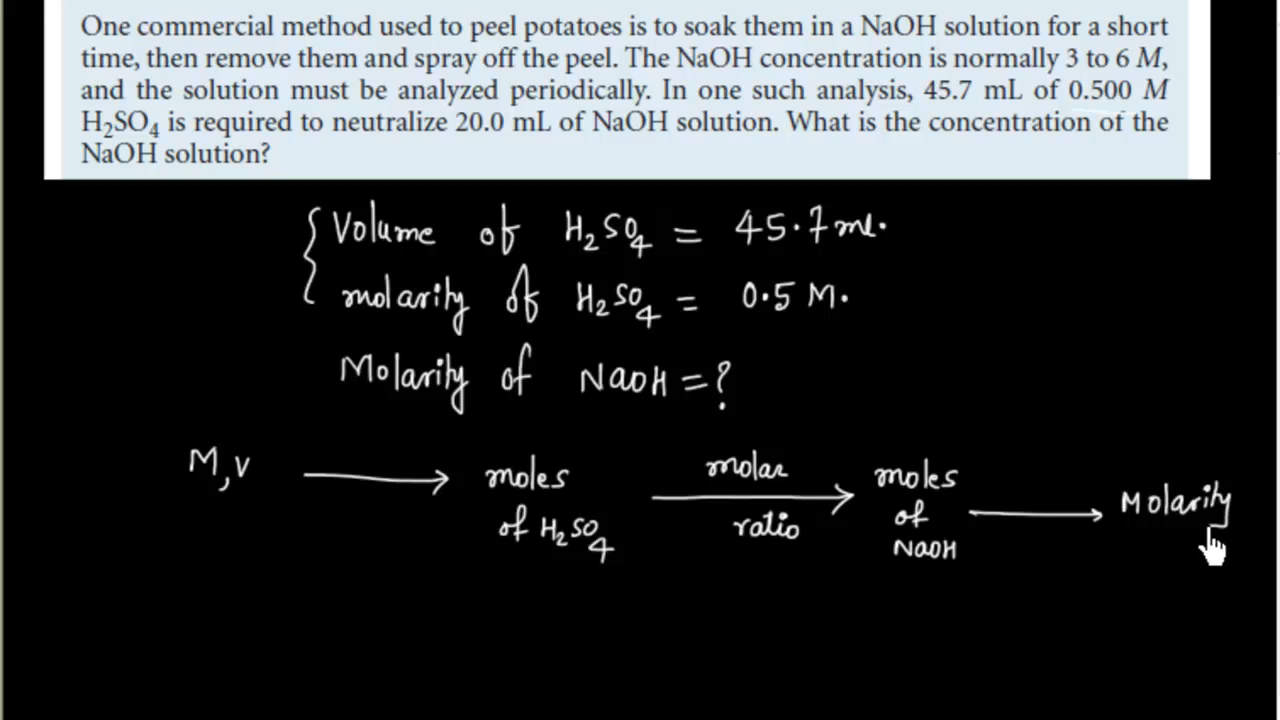 One commercial method used to peel potatoes is to soak them in a NaOH solution for a short
time, then remove them and spray off the peel. The NaOH concentration is normally 3 to 6 M,
and the solution must be analyzed periodically. In one such analysis, 45.7 mL of 0.500 M
H₂SO₄ is required to neutralize 20.0 mL of NaOH solution. What is the concentration of the
NaOH solution?
Volume of H₂SO₄ = 45.7 ml.
molarity of H₂SO₄ = 0.5 M.
Molarity of NaOH = ?
M, V → moles of H₂SO₄ molar ratio → moles of NaOH → Molarity